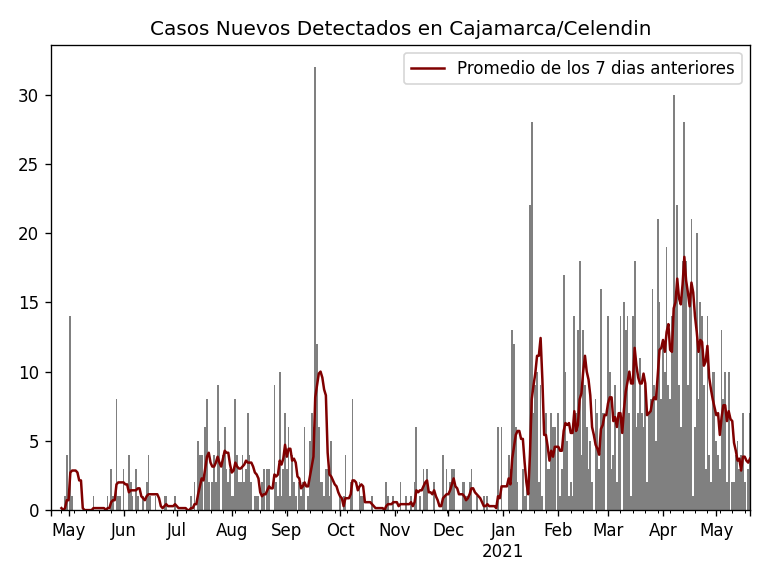 Casos Nuevos Detectados en Cajamarca/Celendin
Promedio de los 7 dias anteriores
30
25
20
15
10
5
0
May Jun Jul Aug Sep Oct Nov Dec Jan Feb Mar Apr May
2021